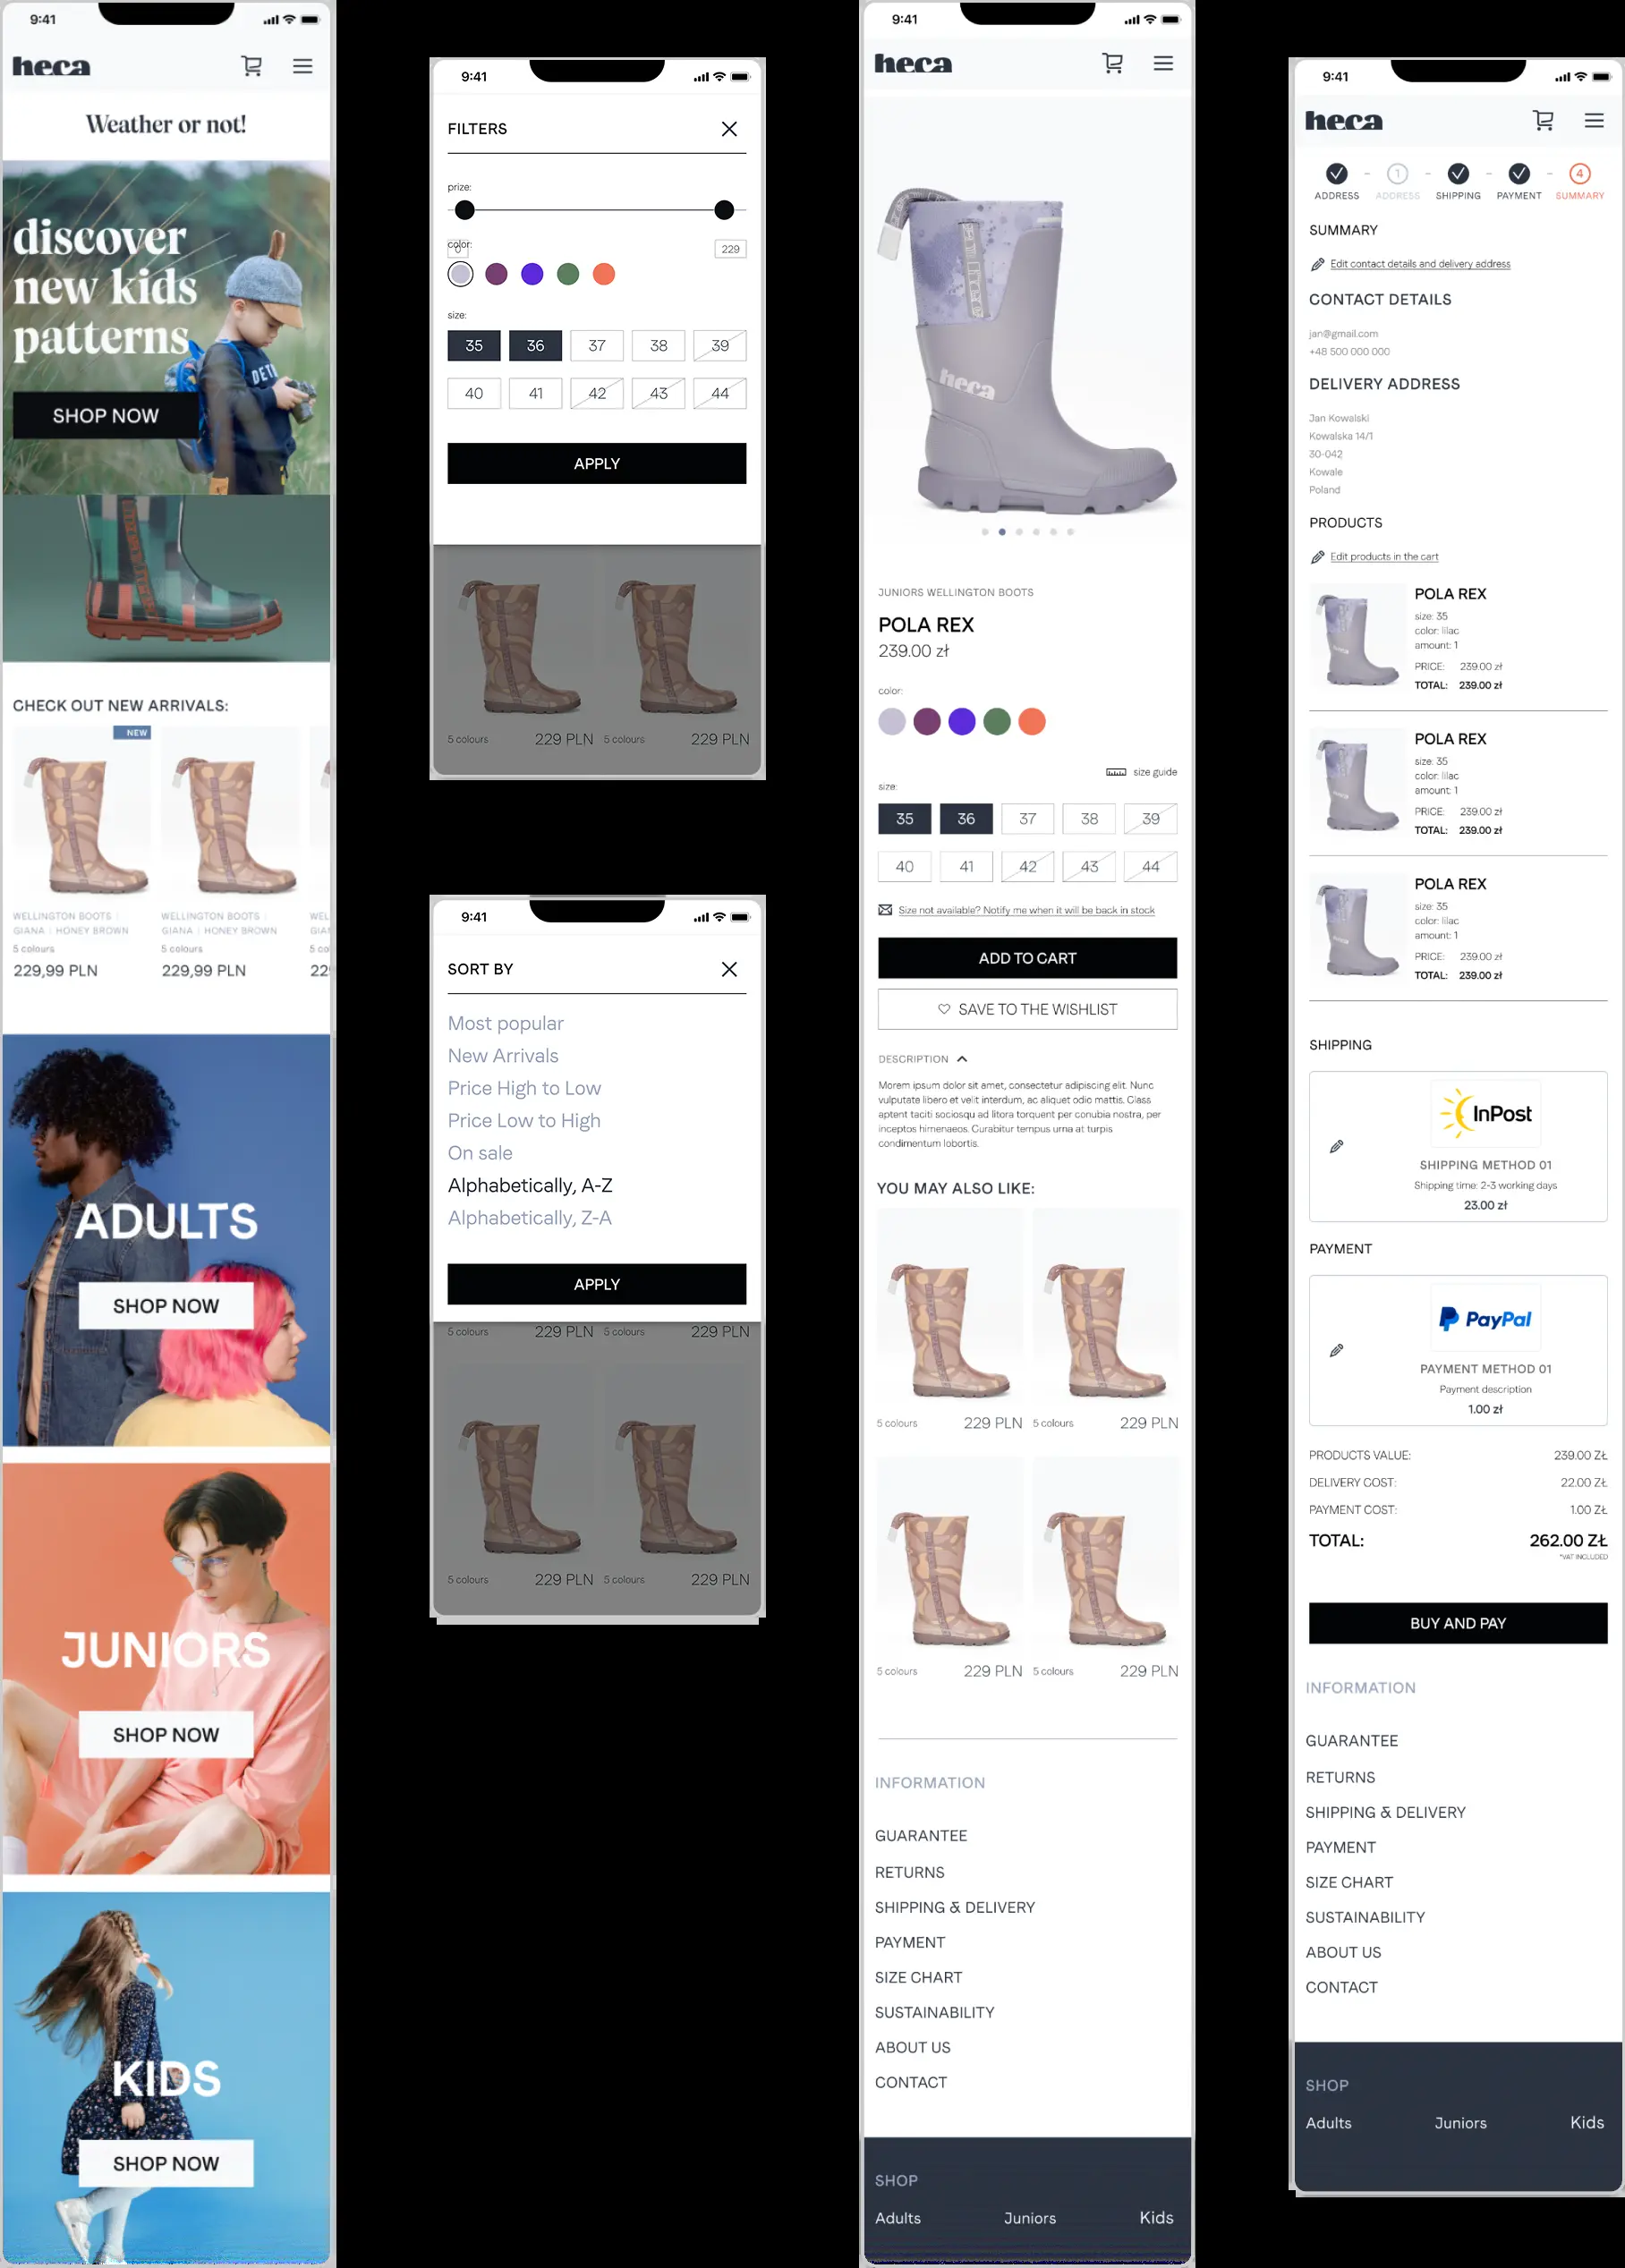 9:41
heca
Weather or not!
discover
new kids
patterns
DETR
SHOP NOW
CHECK OUT NEW ARRIVALS:
NEW
WELLINGTON BOOTS |
GIANA | HONEY BROWN
5 colours
229,99 PLN
WELLINGTON BOOTS |
GIANA | HONEY BROWN
5 colours
229,99 PLN
WEL
GIAN
5 co
22
ADULTS
SHOP NOW
JUNIORS
SHOP NOW
KIDS
SHOP NOW
9:41
FILTERS
prize:
color:
0
229
size:
35 36 37 38 39
40 41 42 43 44
APPLY
5 colours 229 PLN 5 colours 229 PLN
9:41
SORT BY
Most popular
New Arrivals
Price High to Low
Price Low to High
On sale
Alphabetically, A-Z
Alphabetically, Z-A
APPLY
5 colours 229 PLN 5 colours 229 PLN
5 colours 229 PLN 5 colours 229 PLN
9:41
heca
heca
JUNIORS WELLINGTON BOOTS
POLA REX
239.00 zł
color:
size guide
size:
35 36 37 38 39
40 41 42 43 44
Size not available? Notify me when it will be back in stock
ADD TO CART
SAVE TO THE WISHLIST
DESCRIPTION
Morem ipsum dolor sit amet, consectetur adipiscing elit. Nunc
vulputate libero et velit interdum, ac aliquet odio mattis. Class
aptent taciti sociosqu ad litora torquent per conubia nostra, per
inceptos himenaeos. Curabitur tempus urna at turpis
condimentum lobortis.
YOU MAY ALSO LIKE:
5 colours 229 PLN 5 colours 229 PLN
5 colours 229 PLN 5 colours 229 PLN
INFORMATION
GUARANTEE
RETURNS
SHIPPING & DELIVERY
PAYMENT
SIZE CHART
SUSTAINABILITY
ABOUT US
CONTACT
SHOP
Adults Juniors Kids
9:41
heca
1 4
ADDRESS ADDRESS SHIPPING PAYMENT SUMMARY
SUMMARY
Edit contact details and delivery address
CONTACT DETAILS
jan@gmail.com
+48 500 000 000
DELIVERY ADDRESS
Jan Kowalski
Kowalska 14/1
30-042
Kowale
Poland
PRODUCTS
Edit products in the cart
POLA REX
size: 35
color: lilac
amount: 1
PRICE: 239.00 zł
TOTAL: 239.00 zł
POLA REX
size: 35
color: lilac
amount: 1
PRICE: 239.00 zł
TOTAL: 239.00 zł
POLA REX
size: 35
color: lilac
amount: 1
PRICE: 239.00 zł
TOTAL: 239.00 zł
SHIPPING
InPost
SHIPPING METHOD 01
Shipping time: 2-3 working days
23.00 zł
PAYMENT
PayPal
PAYMENT METHOD 01
Payment description
1.00 zł
PRODUCTS VALUE: 239.00 ZŁ
DELIVERY COST: 22.00 ZŁ
PAYMENT COST: 1.00 ZŁ
TOTAL: 262.00 ZŁ
*VAT INCLUDED
BUY AND PAY
INFORMATION
GUARANTEE
RETURNS
SHIPPING & DELIVERY
PAYMENT
SIZE CHART
SUSTAINABILITY
ABOUT US
CONTACT
SHOP
Adults Juniors Kids